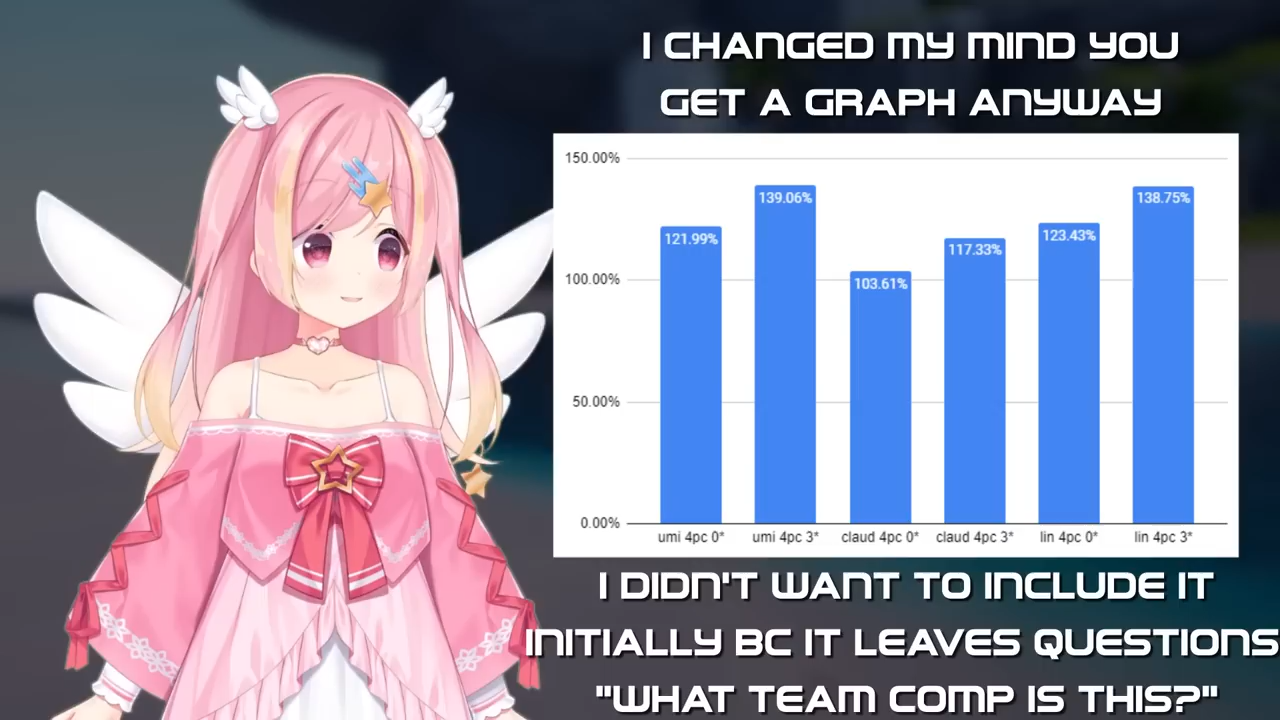 I CHANGED MY MIND YOU
GET A GRAPH ANYWAY
150.00%
100.00%
50.00%
0.00%
121.99%
139.06%
103.61%
117.33%
123.43%
138.75%
umi 4pc 0*
umi 4pc 3*
claud 4pc 0*
claud 4pc 3*
lin 4pc 0*
lin 4pc 3*
I DIDN'T WANT TO INCLUDE IT
INITIALLY BC IT LEAVES QUESTIONS
"WHAT TEAM COMP IS THIS?"